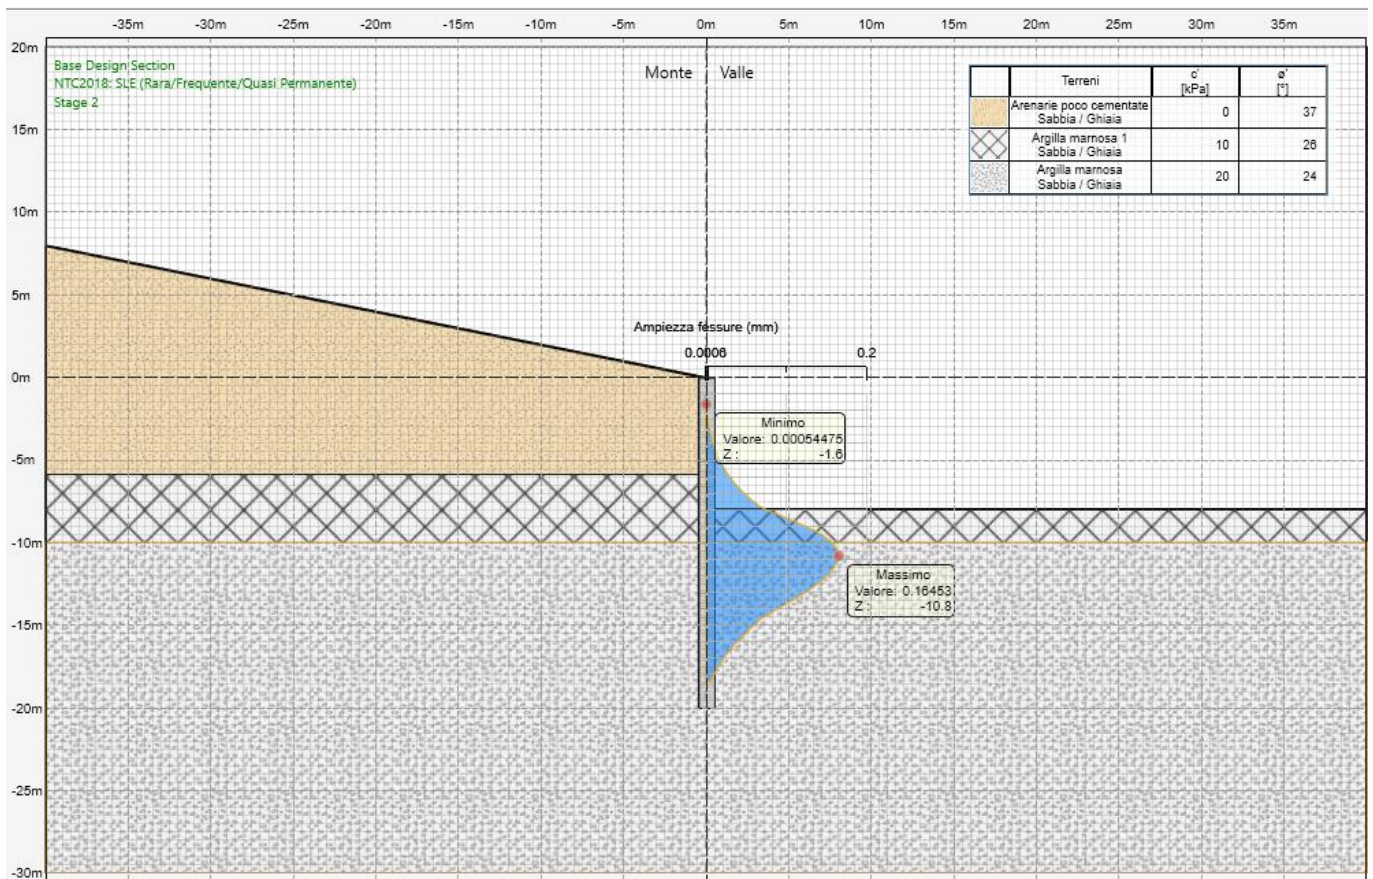 -35m -30m -25m -20m -15m -10m -5m 0m 5m 10m 15m 20m 25m 30m 35m
20m
Base Design Section
NTC2018: SLE (Rara/Frequente/Quasi Permanente)
Stage 2
Monte Valle
Terreni c' ø'
[kPa] [°]
Arenarie poco cementate
Sabbia / Ghiaia 0 37
Argilla marnosa 1
Sabbia / Ghiaia 10 26
Argilla marnosa
Sabbia / Ghiaia 20 24
15m
10m
5m
Ampiezza fessure (mm)
0.0006 0.2
0m
Minimo
Valore: 0.00054475
Z : -1.6
-5m
-10m
Massimo
Valore: 0.16453
Z : -10.8
-15m
-20m
-25m
-30m